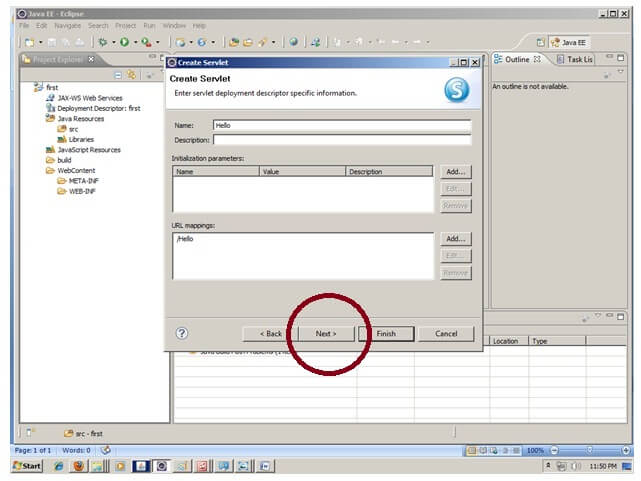 Java EE - Eclipse
File Edit Navigate Search Project Run Window Help
Java EE
Project Explorer
Outline
Task Lis
An outline is not available.
first
JAX-WS Web Services
Deployment Descriptor: first
Java Resources
src
Libraries
JavaScript Resources
build
WebContent
META-INF
WEB-INF
Create Servlet
Create Servlet
Enter servlet deployment descriptor specific information.
S
Name: Hello
Description:
Initialization parameters:
Name Value Description
Add...
Edit...
Remove
URL mappings:
/Hello
Add...
Edit...
Remove
? < Back Next > Finish Cancel
Location Type
src - first
Page: 1 of 1 Words: 0 100%
Start 11:50 PM